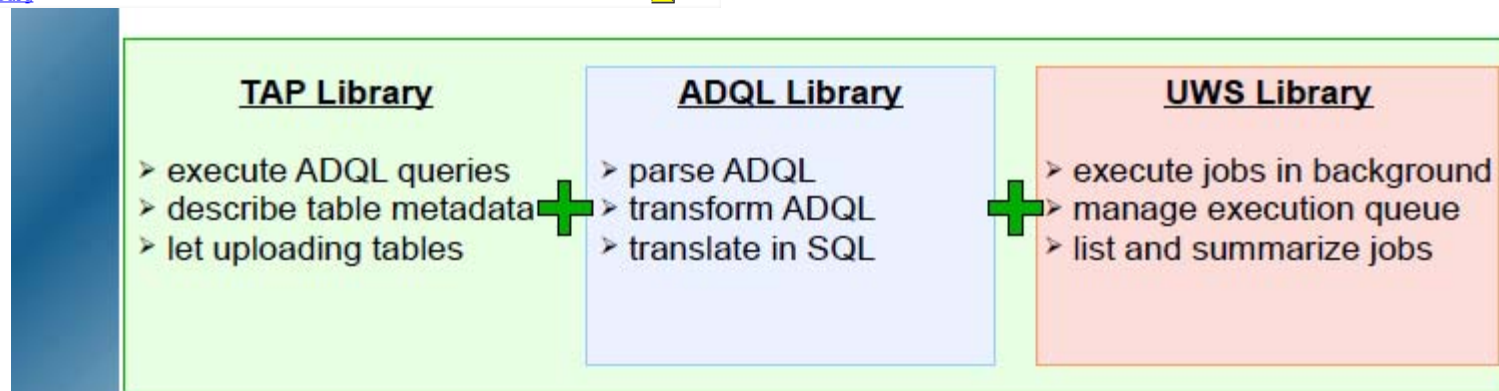 TAP Library
➢ execute ADQL queries
➢ describe table metadata
➢ let uploading tables
ADQL Library
➢ parse ADQL
➢ transform ADQL
➢ translate in SQL
UWS Library
➢ execute jobs in background
➢ manage execution queue
➢ list and summarize jobs